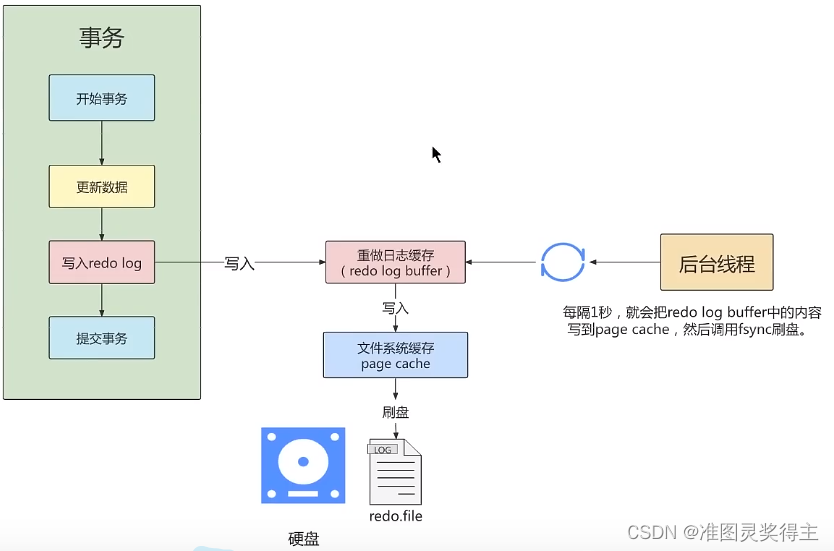 事务
开始事务
更新数据
写入redo log
提交事务
写入
重做日志缓存
（redo log buffer）
写入
文件系统缓存
page cache
刷盘
LOG
redo.file
硬盘
后台线程
每隔1秒，就会把redo log buffer中的内容
写到page cache，然后调用fsync刷盘。
CSDN @准图灵奖得主